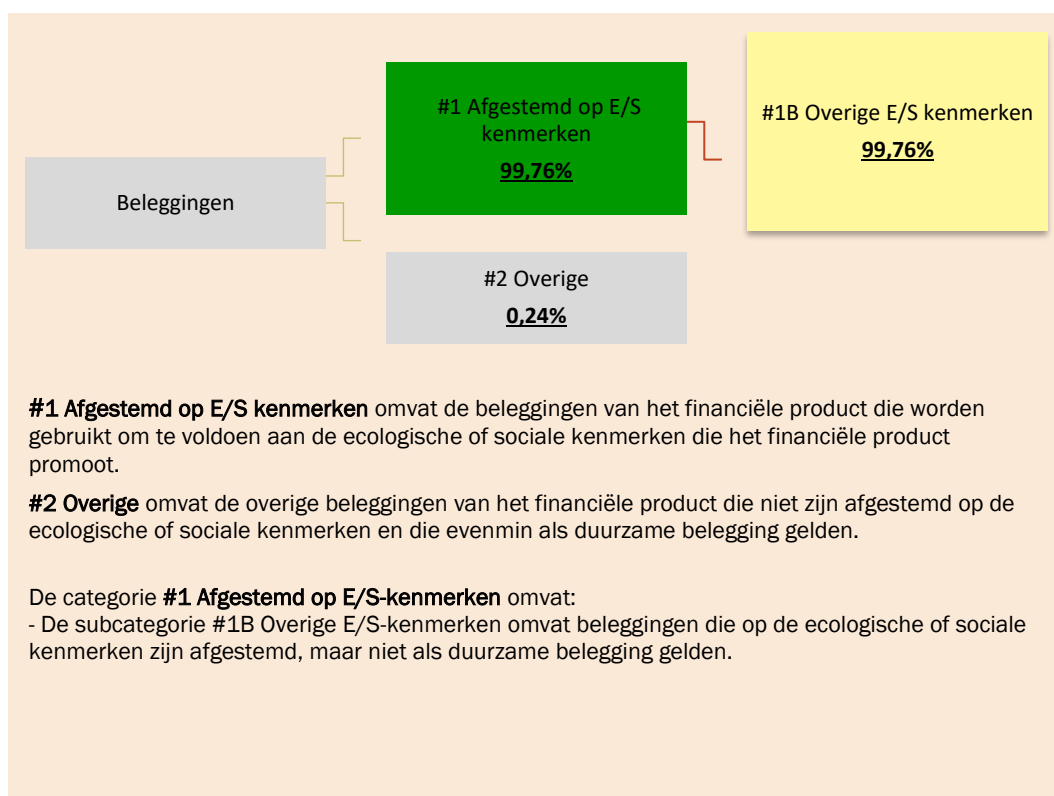 #1 Afgestemd op E/S
kenmerken
99,76%
#1B Overige E/S kenmerken
99,76%
Beleggingen
#2 Overige
0,24%
#1 Afgestemd op E/S kenmerken omvat de beleggingen van het financiële product die worden
gebruikt om te voldoen aan de ecologische of sociale kenmerken die het financiële product
promoot.
#2 Overige omvat de overige beleggingen van het financiële product die niet zijn afgestemd op de
ecologische of sociale kenmerken en die evenmin als duurzame belegging gelden.
De categorie #1 Afgestemd op E/S-kenmerken omvat:
- De subcategorie #1B Overige E/S-kenmerken omvat beleggingen die op de ecologische of sociale
kenmerken zijn afgestemd, maar niet als duurzame belegging gelden.